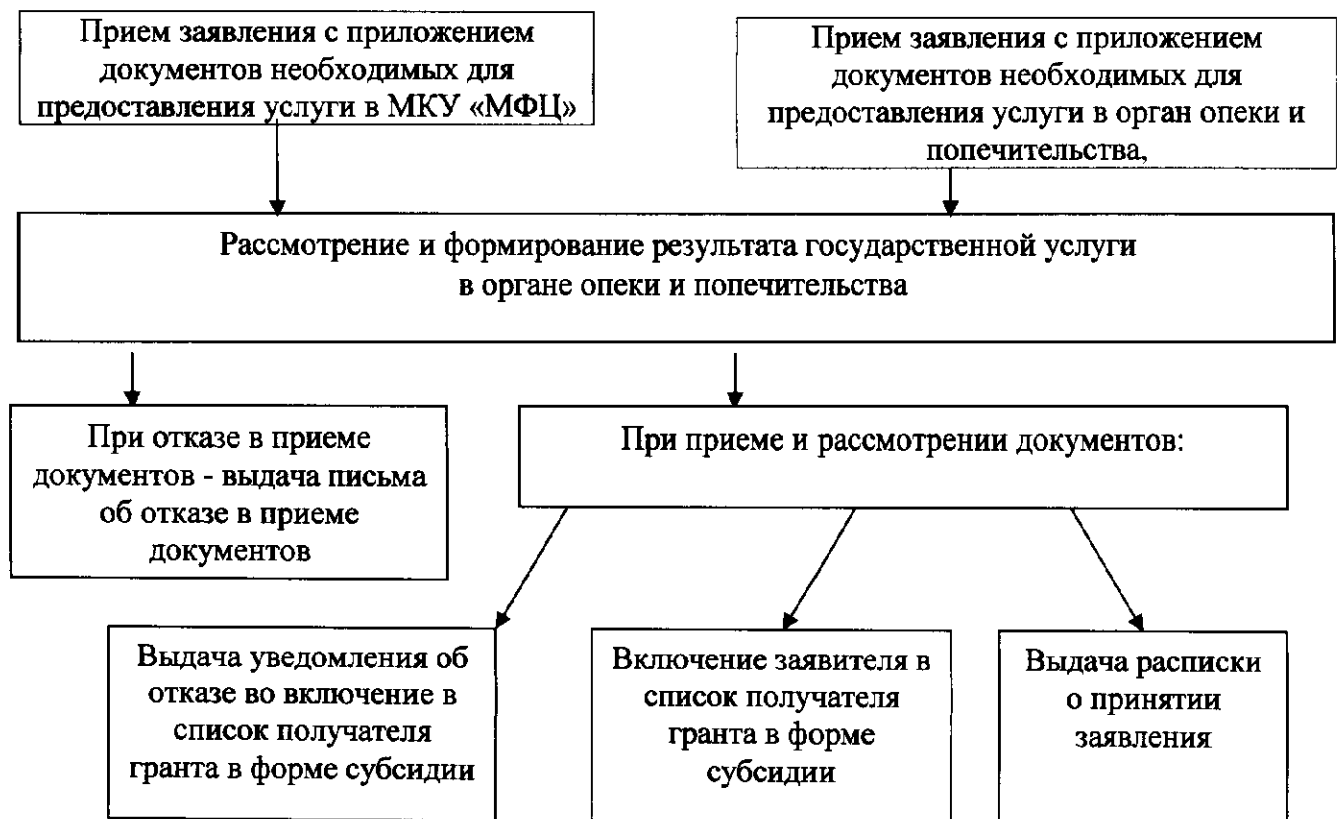 Прием заявления с приложением
документов необходимых для
предоставления услуги в МКУ «МФЦ»
Прием заявления с приложением
документов необходимых для
предоставления услуги в орган опеки и
попечительства,
Рассмотрение и формирование результата государственной услуги
в органе опеки и попечительства
При отказе в приеме
документов - выдача письма
об отказе в приеме
документов
При приеме и рассмотрении документов:
Выдача уведомления об
отказе во включение в
список получателя
гранта в форме субсидии
Включение заявителя в
список получателя
гранта в форме
субсидии
Выдача расписки
о принятии
заявления